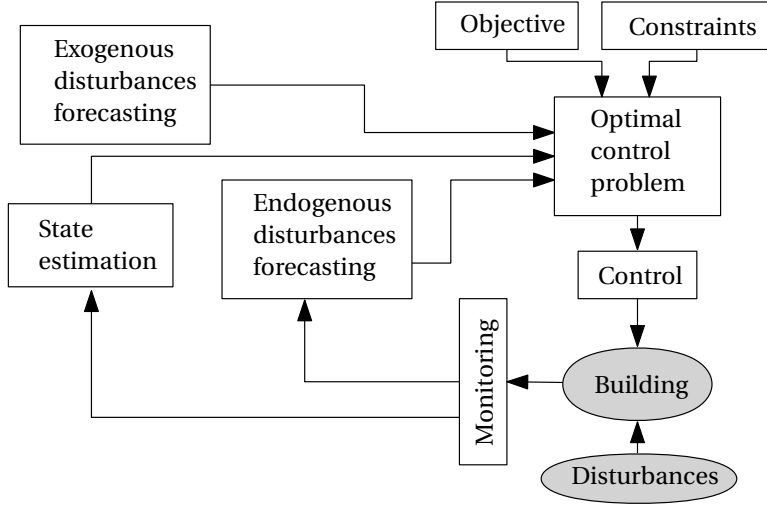 Objective
Constraints
Exogenous
disturbances
forecasting
Optimal
control
problem
Endogenous
disturbances
forecasting
State
estimation
Control
Monitoring
Building
Disturbances